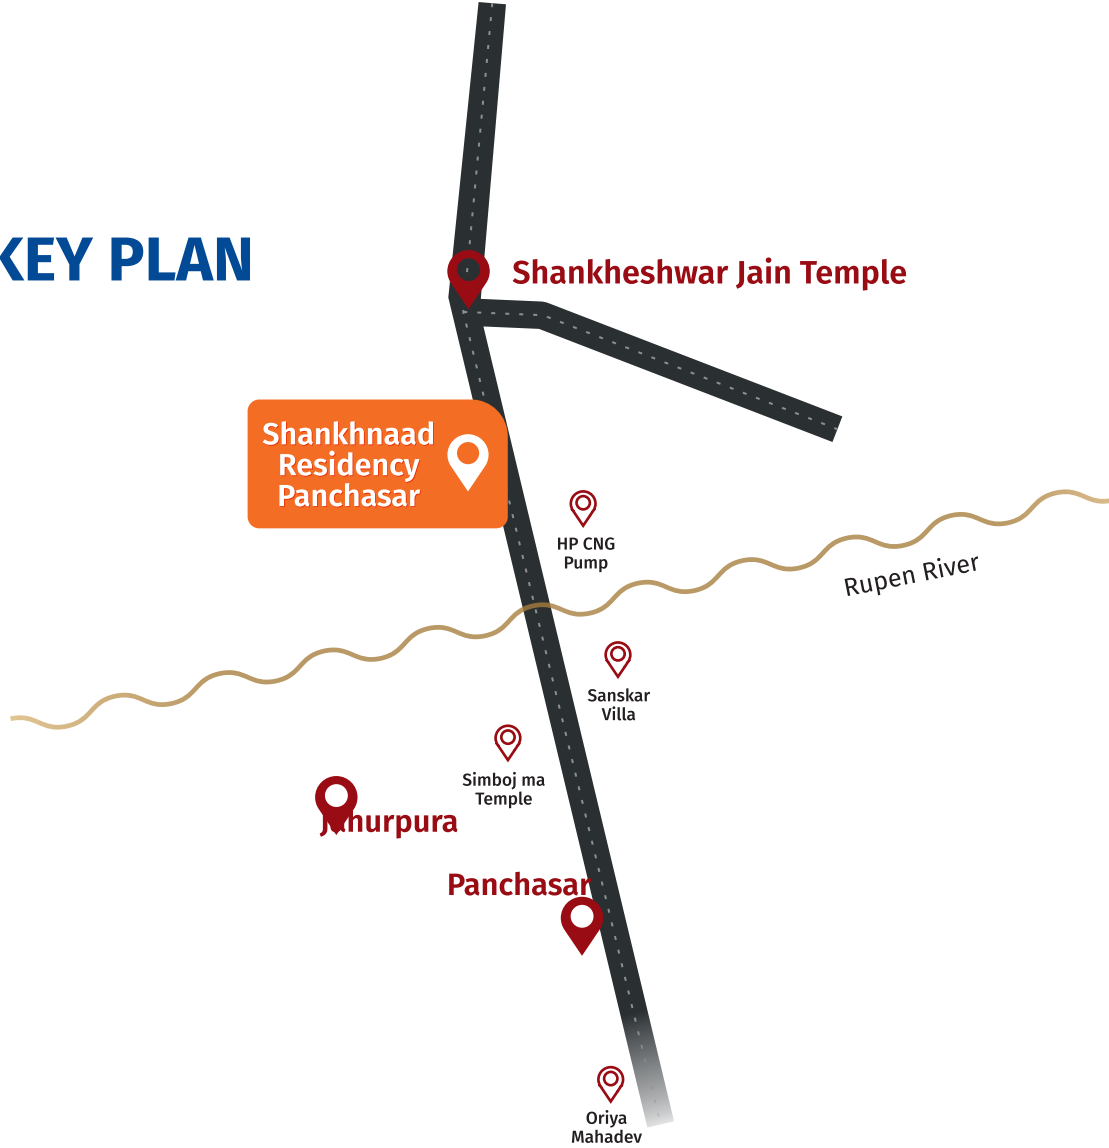 KEY PLAN
Shankheshwar Jain Temple
Shankhnaad
Residency
Panchasar
HP CNG
Pump
Rupen River
Sanskar
Villa
Simboj ma
Temple
Panchasar
Oriya
Mahadev